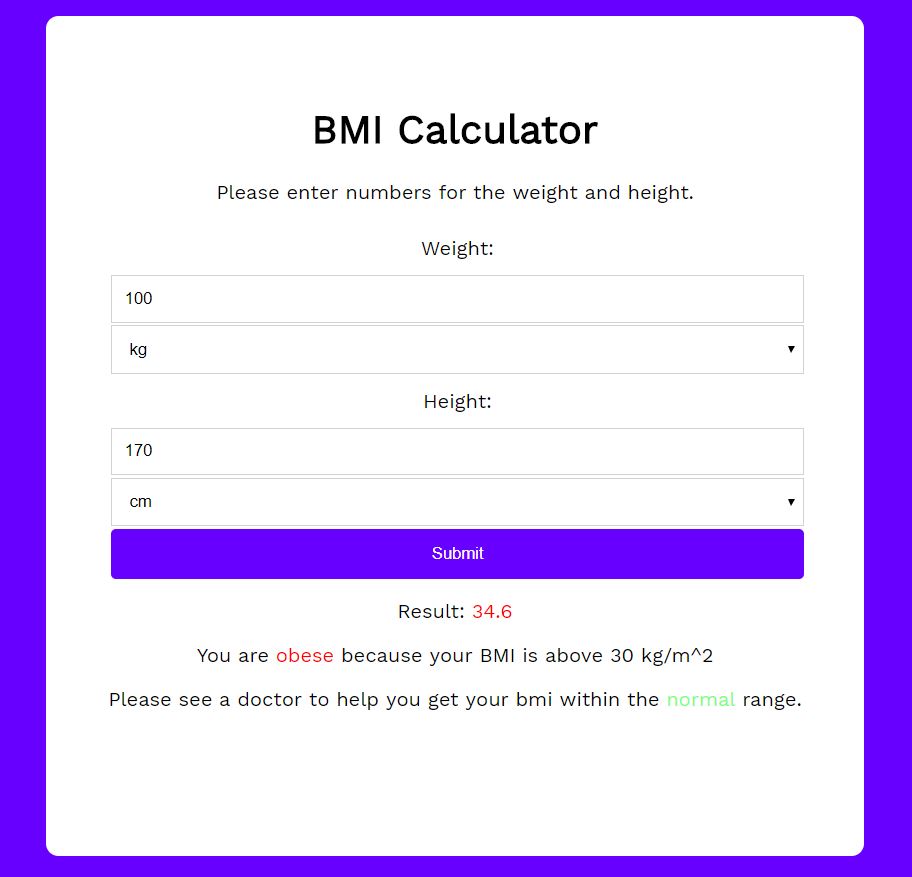 BMI Calculator
Please enter numbers for the weight and height.
Weight:
100
kg
Height:
170
cm
Submit
Result: 34.6
You are obese because your BMI is above 30 kg/m^2
Please see a doctor to help you get your bmi within the normal range.